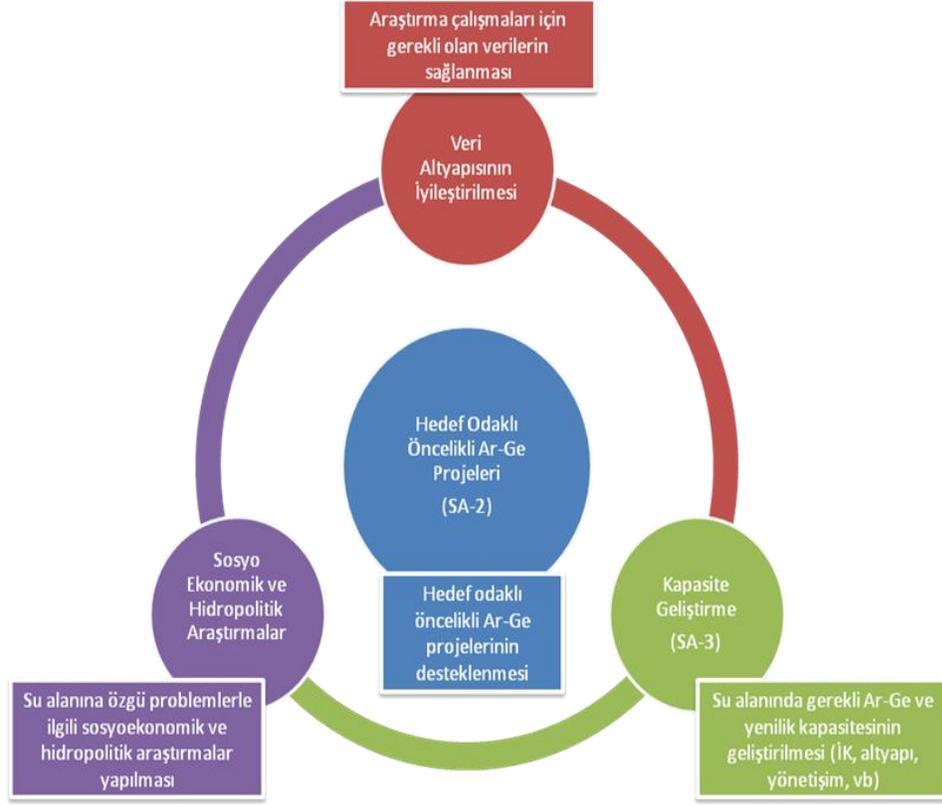 Araştırma çalışmaları için
gerekli olan verilerin
sağlanması
Veri
Altyapısının
İyileştirilmesi
Hedef Odaklı
Öncelikli Ar-Ge
Projeleri
(SA-2)
Hedef odaklı
öncelikli Ar-Ge
projelerinin
desteklenmesi
Sosyo
Ekonomik ve
Hidropolitik
Araştırmalar
Su alanına özgü problemlerle
ilgili sosyoekonomik ve
hidropolitik araştırmalar
yapılması
Kapasite
Geliştirme
(SA-3)
Su alanında gerekli Ar-Ge ve
yenilik kapasitesinin
geliştirilmesi (İK, altyapı,
yönetişim, vb)